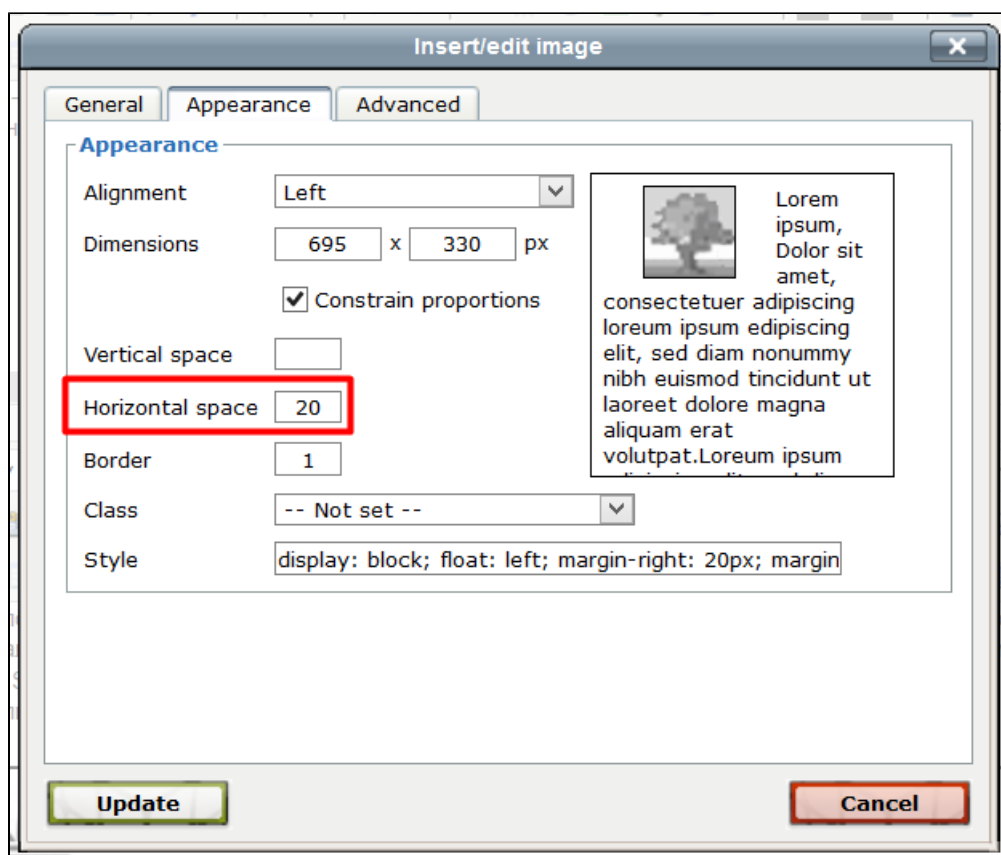 Insert/edit image
General Appearance Advanced
Appearance
Alignment Left
Dimensions 695 x 330 px
Constrain proportions
Vertical space
Horizontal space 20
Border 1
Class -- Not set --
Style display: block; float: left; margin-right: 20px; margin
Lorem
ipsum,
Dolor sit
amet,
consectetuer adipiscing
loreum ipsum edipiscing
elit, sed diam nonummy
nibh euismod tincidunt ut
laoreet dolore magna
aliquam erat
volutpat.Loreum ipsum
Update Cancel